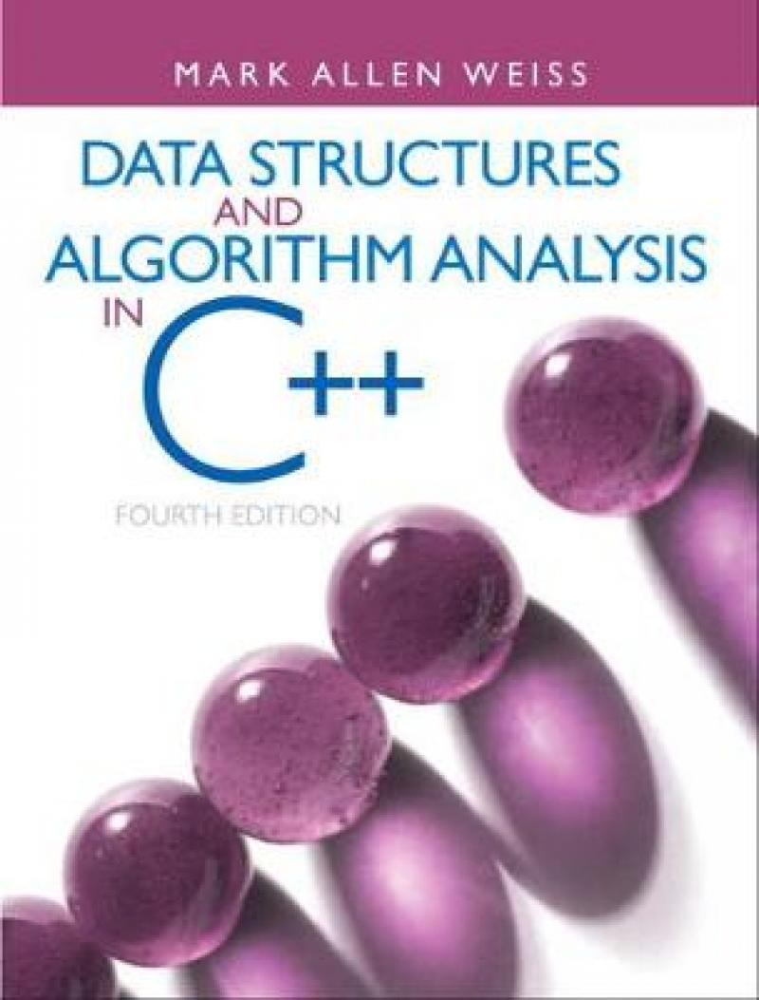 MARK ALLEN WEISS
DATA STRUCTURES
AND
ALGORITHM ANALYSIS
IN C++
FOURTH EDITION